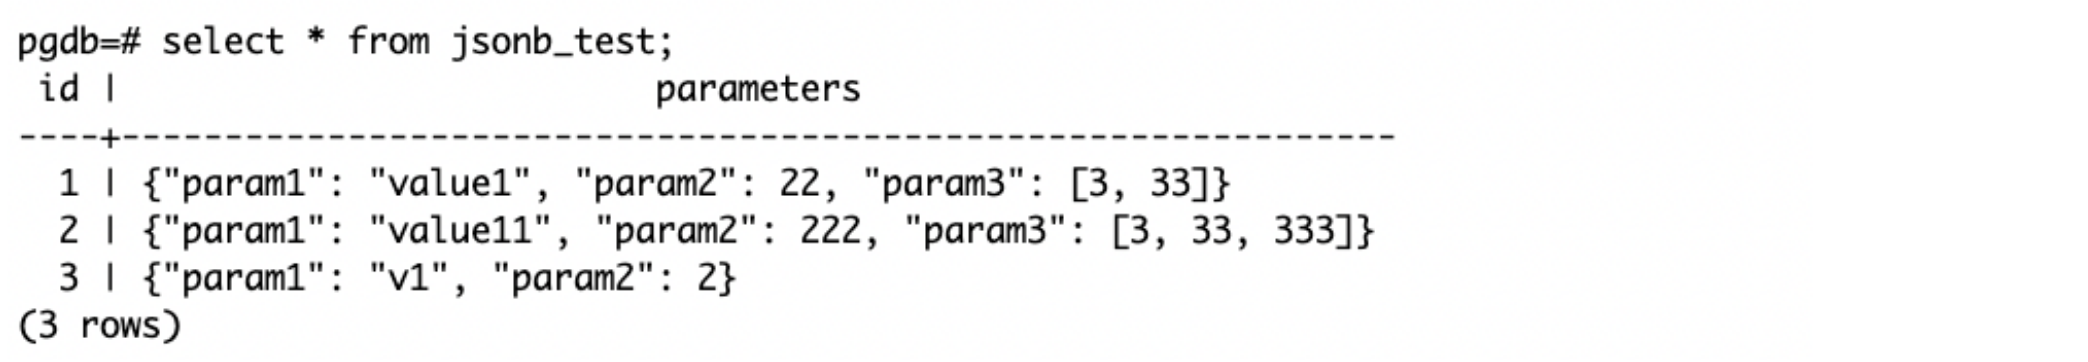 pgdb=# select * from jsonb_test;
 id |                          parameters
----+--------------------------------------------------------------
  1 | {"param1": "value1", "param2": 22, "param3": [3, 33]}
  2 | {"param1": "value11", "param2": 222, "param3": [3, 33, 333]}
  3 | {"param1": "v1", "param2": 2}
(3 rows)